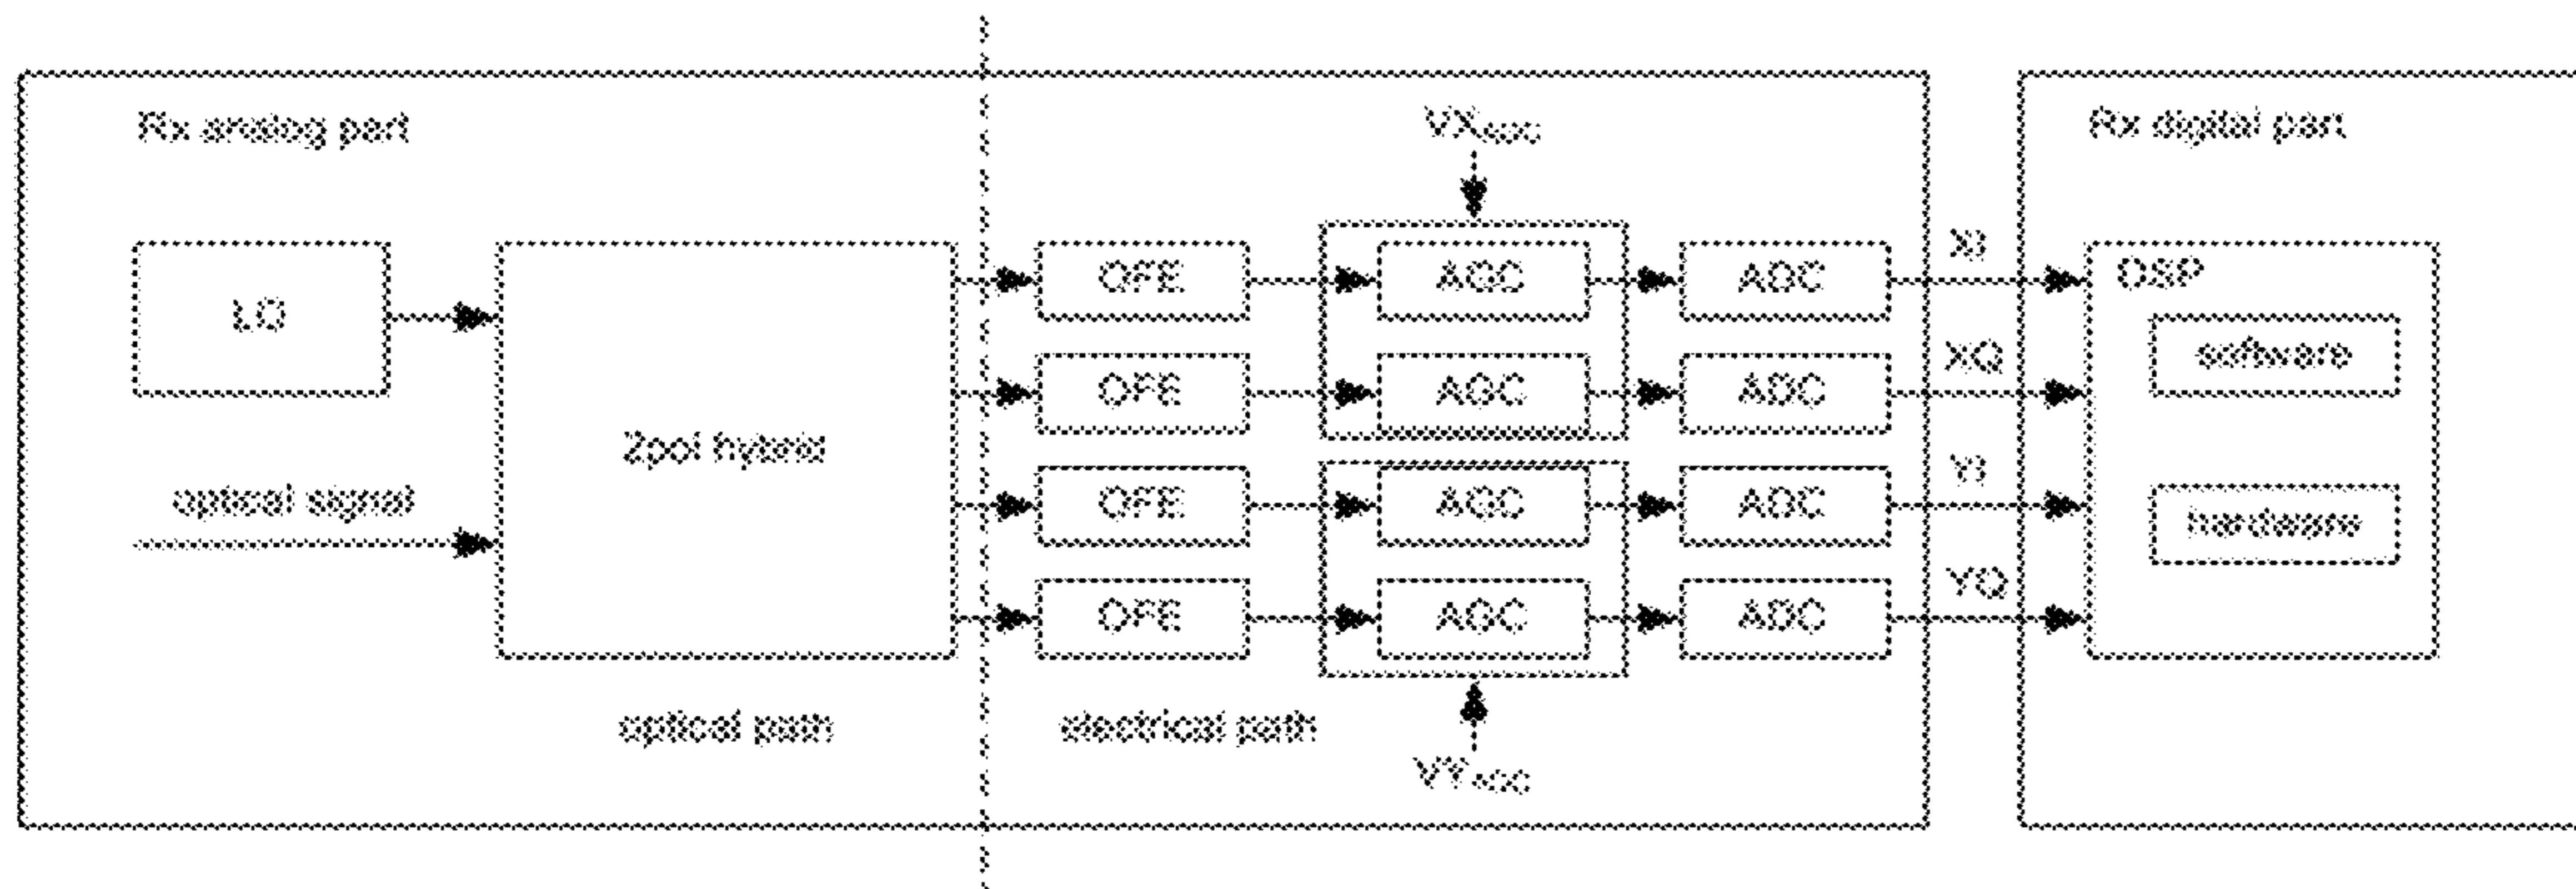 Rx analog part
VXAGC
Rx digital part
LO
2pol hybrid
optical signal
OFE
AGC
ADC
XI
DSP
OFE
AGC
ADC
XQ
software
OFE
AGC
ADC
YI
hardware
OFE
AGC
ADC
YQ
optical path
electrical path
VYAGC